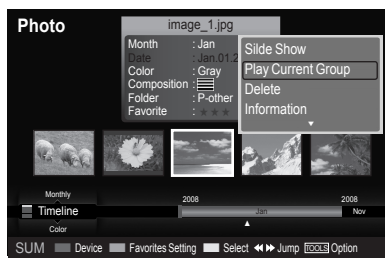 Photo
image_1.jpg
Month : Jan
Date : Jan.01.2
Color : Gray
Composition :
Folder : P-other
Favorite : ★ ★ ★
Silde Show
Play Current Group
Delete
Information
Monthly
Timeline
Color
2008
2008
Jan
Nov
SUM Device Favorites Setting Select Jump TOOLS Option